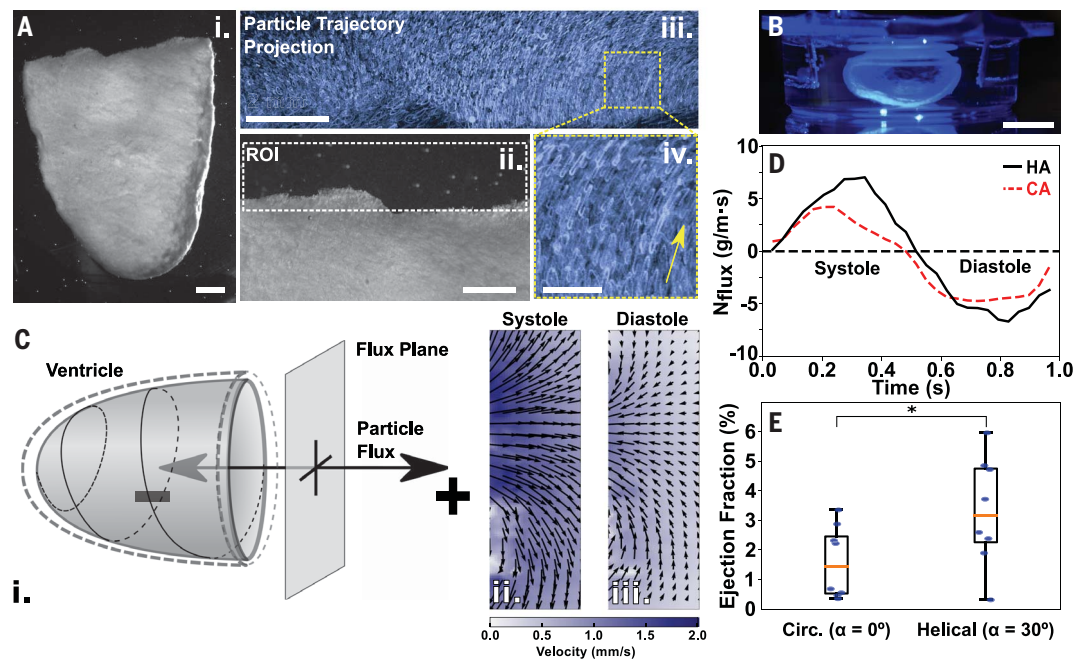 A
i.
Particle Trajectory
Projection
iii.
ROI
ii.
iv.
B
D
10
5
0
-5
-10
Nflux (g/m·s)
HA
CA
Systole
Diastole
0.0 0.2 0.4 0.6 0.8 1.0
Time (s)
C
Ventricle
Flux Plane
Particle
Flux
−
+
i.
Systole
Diastole
ii.
iii.
0.0 0.5 1.0 1.5 2.0
Velocity (mm/s)
E
*
7
6
5
4
3
2
1
0
Ejection Fraction (%)
Circ. (α = 0º)
Helical (α = 30º)